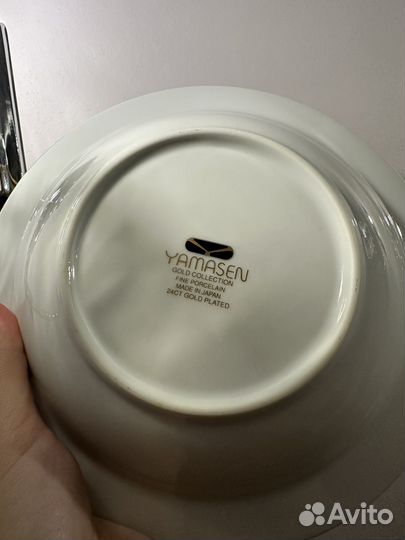 YAMASEN
GOLD COLLECTION
FINE PORCELAIN
MADE IN JAPAN
24CT GOLD PLATED
Avito